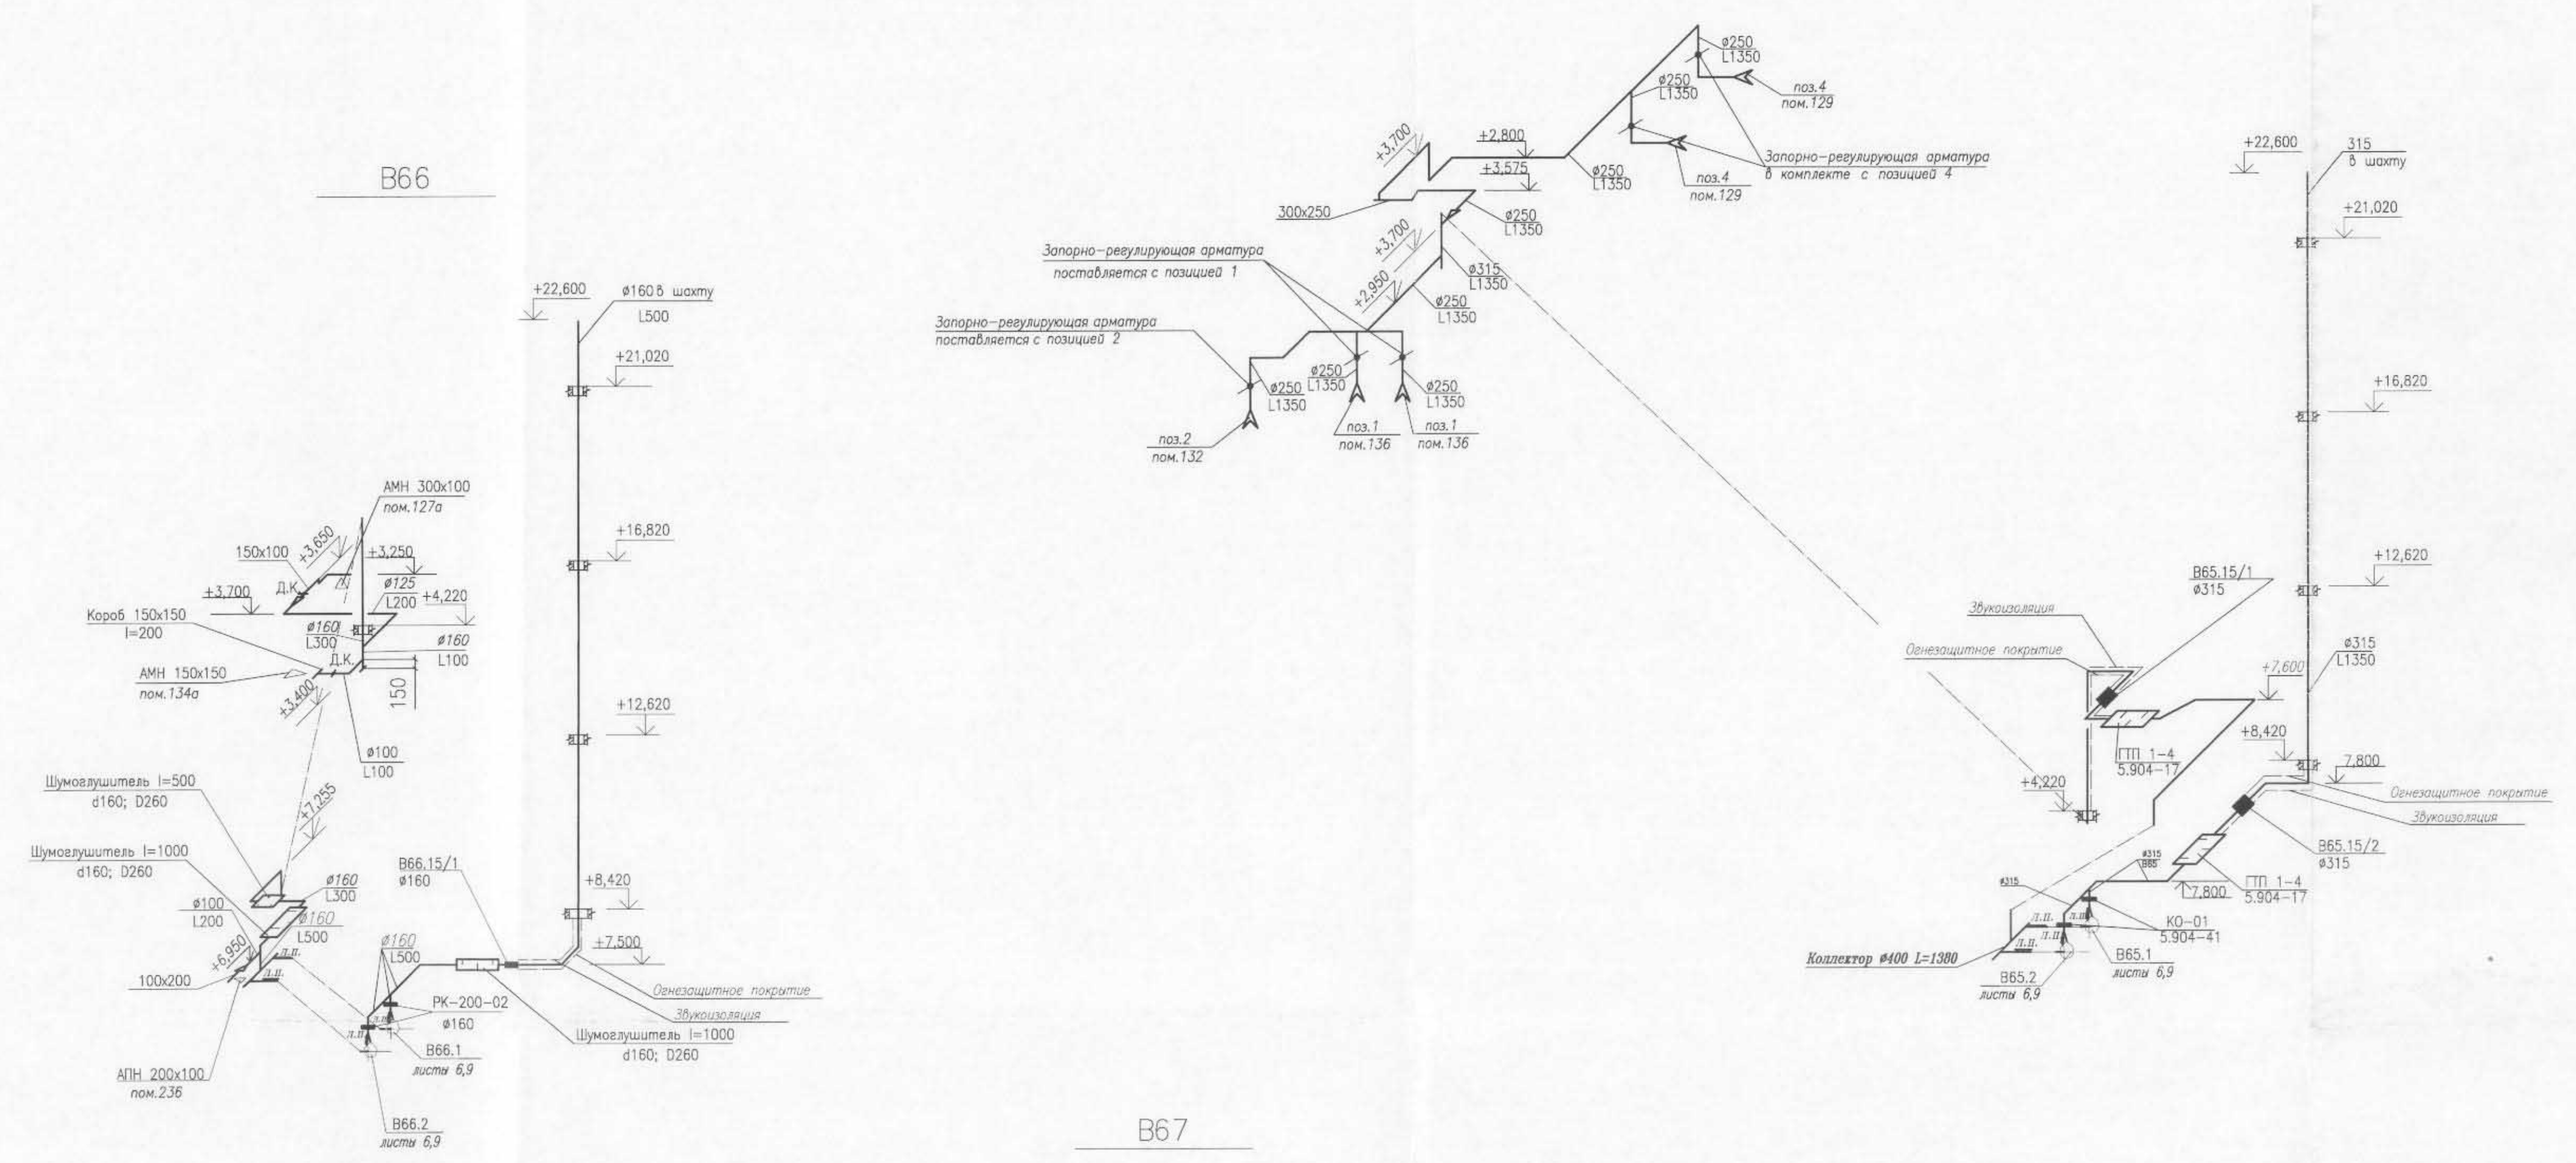 В66
+22,600
ø160 в шахту
L500
+21,020
+16,820
+12,620
+8,420
+7,500
АМН 300х100
пом.127а
150х100
+3,650
+3,250
Д.К.
ø125
L200
+3,700
+4,220
Короб 150х150
l=200
ø160
L300
ø160
L100
Д.К.
АМН 150х150
пом.134а
+3,400
150
ø100
L100
Шумоглушитель l=500
d160; D260
+7,255
Шумоглушитель l=1000
d160; D260
ø160
L300
ø100
L200
ø160
L500
+6,950
л.п.
л.п.
100х200
АПН 200х100
пом.236
В66.15/1
ø160
ø160
L500
РК-200-02
ø160
л.п.
л.п.
В66.1
листы 6,9
В66.2
листы 6,9
Огнезащитное покрытие
Звукоизоляция
Шумоглушитель l=1000
d160; D260
ø250
L1350
ø250
L1350
поз.4
пом.129
+3,700
+2,800
+3,575
ø250
L1350
поз.4
пом.129
Запорно-регулирующая арматура
в комплекте с позицией 4
300х250
ø250
L1350
Запорно-регулирующая арматура
поставляется с позицией 1
+3,700
ø315
L1350
+2,950
ø250
L1350
Запорно-регулирующая арматура
поставляется с позицией 2
ø250
L1350
ø250
L1350
ø250
L1350
поз.2
пом.132
поз.1
пом.136
поз.1
пом.136
+22,600
315
в шахту
+21,020
+16,820
+12,620
В65.15/1
ø315
Звукоизоляция
Огнезащитное покрытие
+7,600
ø315
L1350
ГТП 1-4
5.904-17
+8,420
7,800
+4,220
Огнезащитное покрытие
Звукоизоляция
В65.15/2
ø315
ø315
В65
ø315
ГТП 1-4
5.904-17
7,800
КО-01
5.904-41
л.п.
л.п.
л.п.
л.п.
Коллектор ø400 L=1380
В65.1
листы 6,9
В65.2
листы 6,9
В67